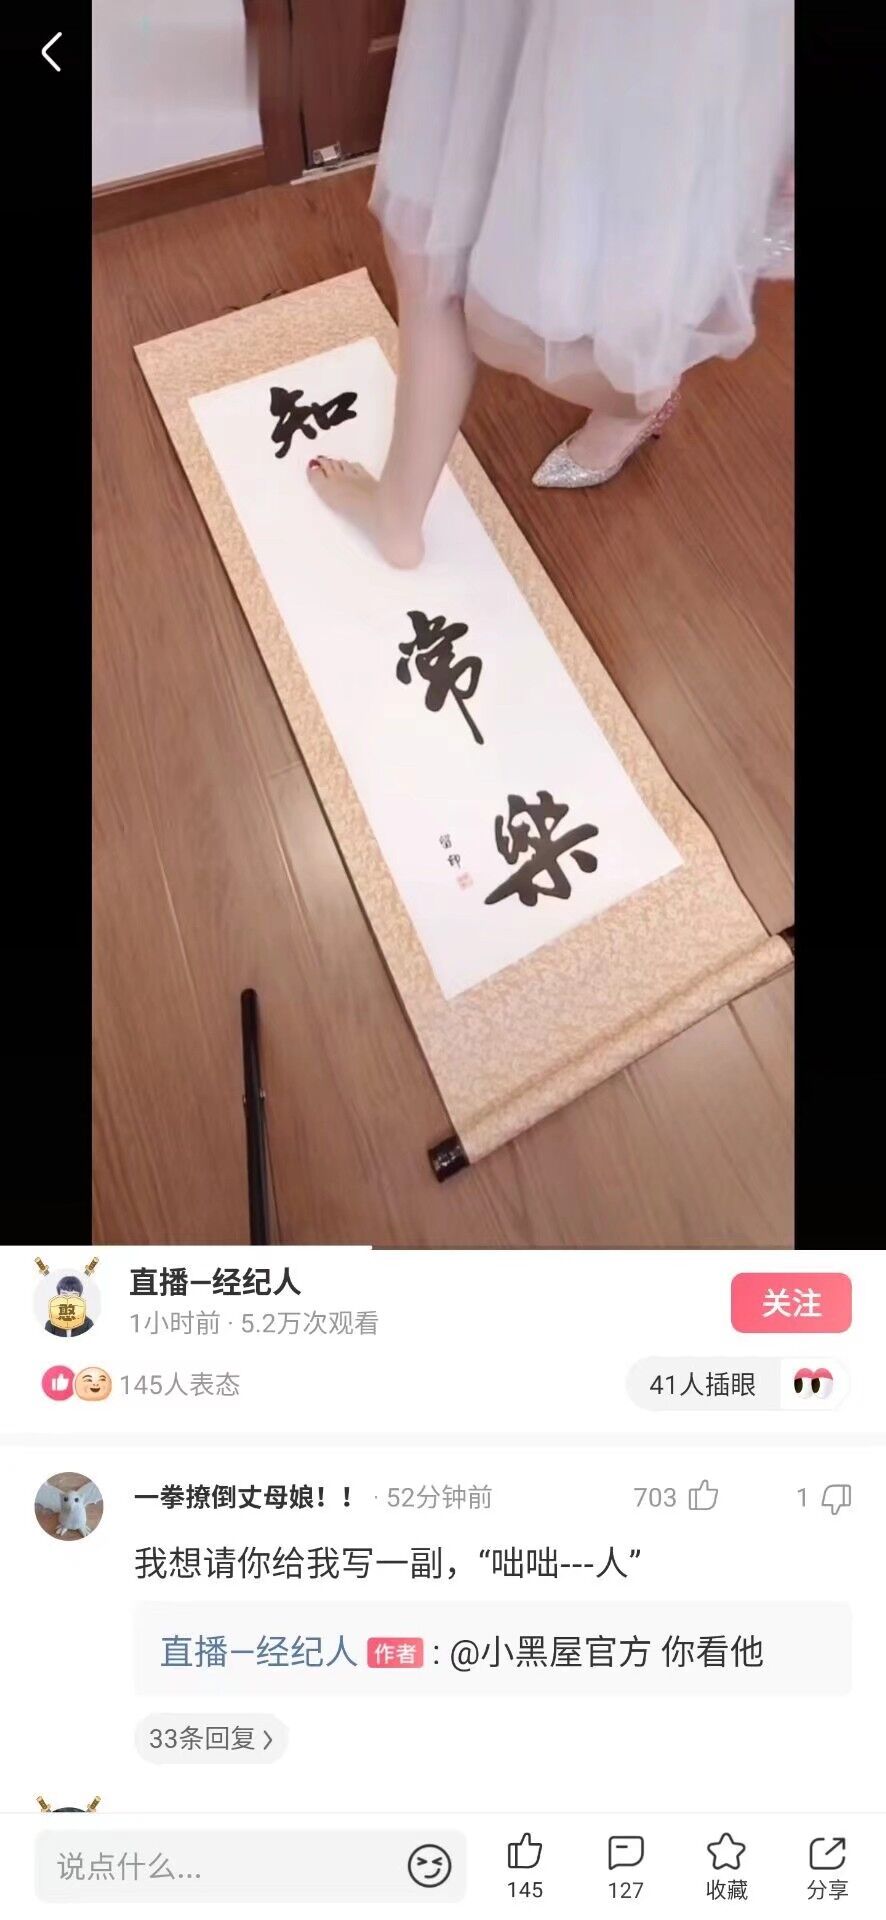 知
常
樂
留印
直播—经纪人
关注
1小时前 · 5.2万次观看
145人表态
41人插眼
憨
一拳撩倒丈母娘！！ · 52分钟前
703
1
我想请你给我写一副，“咄咄---人”
直播—经纪人 作者 : @小黑屋官方 你看他
33条回复 >
说点什么...
145
127
收藏
分享